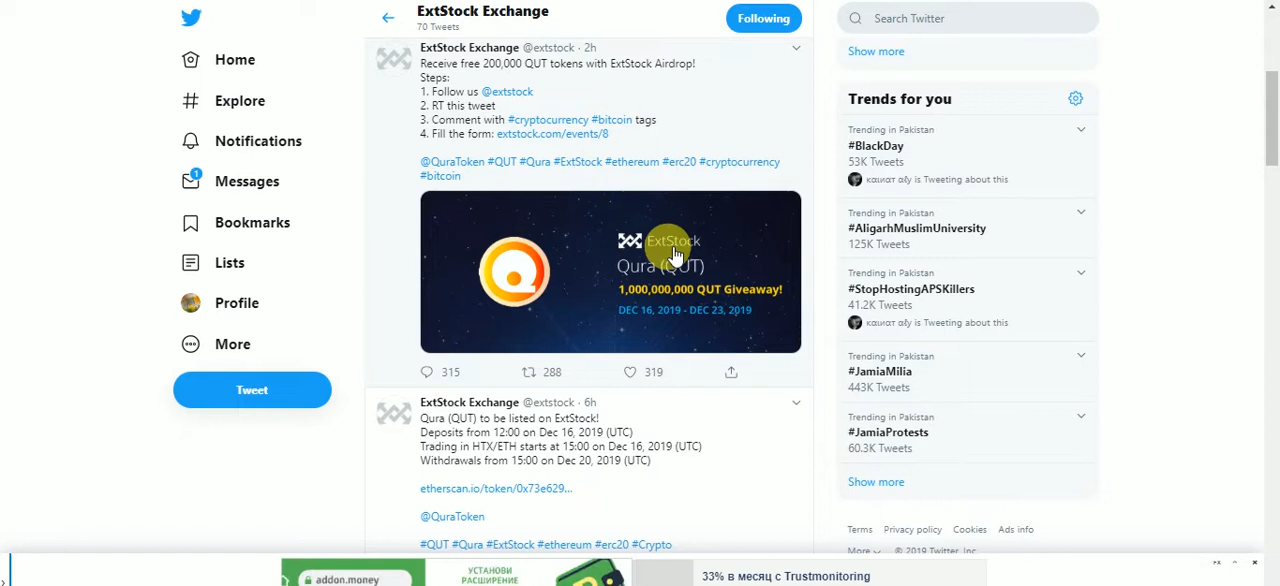 Home
Explore
Notifications
1
Messages
Bookmarks
Lists
Profile
More
Tweet
ExtStock Exchange
70 Tweets
Following
ExtStock Exchange @extstock · 2h
Receive free 200,000 QUT tokens with ExtStock Airdrop!
Steps:
1. Follow us @extstock
2. RT this tweet
3. Comment with #cryptocurrency #bitcoin tags
4. Fill the form: extstock.com/events/8
@QuraToken #QUT #Qura #ExtStock #ethereum #erc20 #cryptocurrency
#bitcoin
ExtStock
Qura (QUT)
1,000,000,000 QUT Giveaway!
DEC 16, 2019 - DEC 23, 2019
315 288 319
ExtStock Exchange @extstock · 6h
Qura (QUT) to be listed on ExtStock!
Deposits from 12:00 on Dec 16, 2019 (UTC)
Trading in HTX/ETH starts at 15:00 on Dec 16, 2019 (UTC)
Withdrawals from 15:00 on Dec 20, 2019 (UTC)
etherscan.io/token/0x73e629...
@QuraToken
#QUT #Qura #ExtStock #ethereum #erc20 #Crypto
Search Twitter
Show more
Trends for you
Trending in Pakistan
#BlackDay
53K Tweets
is Tweeting about this
Trending in Pakistan
#AligarhMuslimUniversity
125K Tweets
Trending in Pakistan
#StopHostingAPSKillers
41.2K Tweets
is Tweeting about this
Trending in Pakistan
#JamiaMilia
443K Tweets
Trending in Pakistan
#JamiaProtests
60.3K Tweets
Show more
Terms Privacy policy Cookies Ads info
More © 2019 Twitter, Inc.
addon.money
УСТАНОВИ
РАСШИРЕНИЕ
33% в месяц с Trustmonitoring